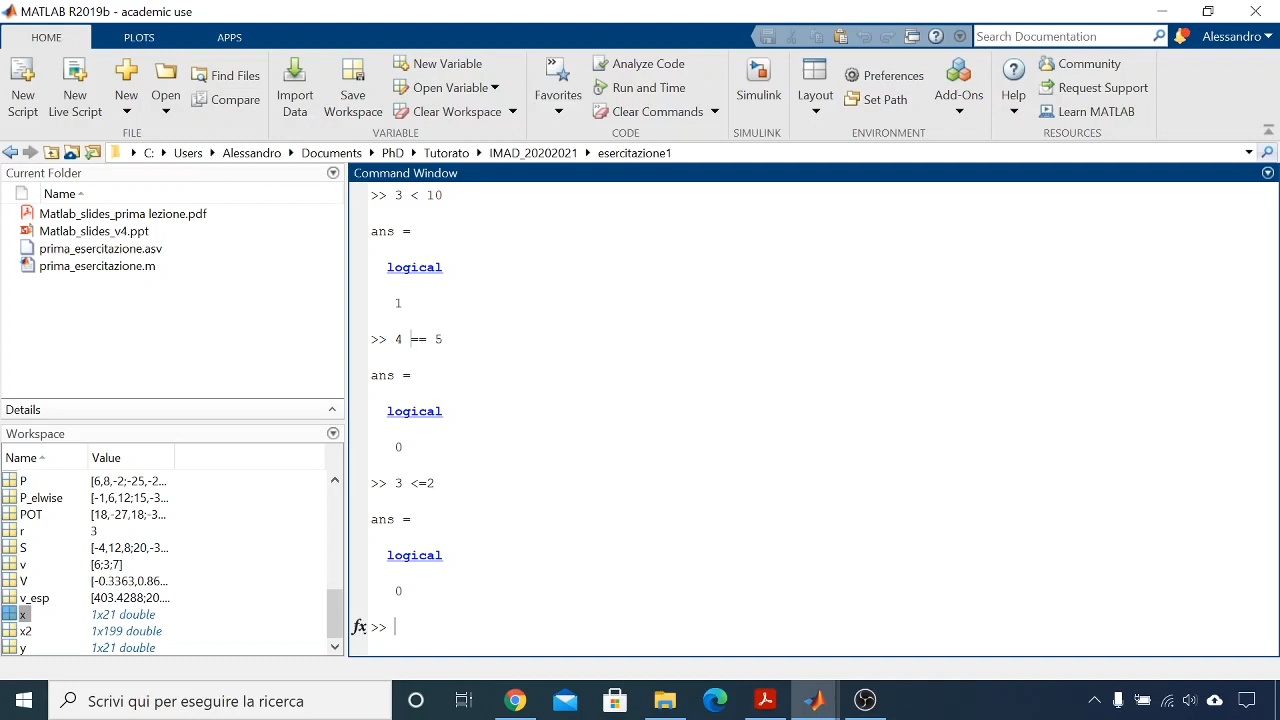 MATLAB R2019b - academic use
HOME PLOTS APPS Search Documentation Alessandro
New Script New Live Script New Open Find Files Compare Import Data Save Workspace New Variable Open Variable Clear Workspace Favorites Analyze Code Run and Time Clear Commands Simulink Layout Preferences Set Path Add-Ons Help Community Request Support Learn MATLAB
FILE VARIABLE CODE SIMULINK ENVIRONMENT RESOURCES
C: Users Alessandro Documents PhD Tutorato IMAD_20202021 esercitazione1
Current Folder
Name
Matlab_slides_prima lezione.pdf
Matlab_slides_v4.ppt
prima_esercitazione.asv
prima_esercitazione.m
Details
Workspace
Name Value
P [6,8,-2;-25,-2...
P_elwise [-1,6,12;15,-3...
POT [18,-27,18;-3...
r 3
S [-4,12,8;20,-3...
v [6;3;7]
V [-0.3363,0.86...
v_esp [403.4288;20....
x 1x21 double
x2 1x199 double
y 1x21 double
Command Window
>> 3 < 10
ans =
logical
1
>> 4 == 5
ans =
logical
0
>> 3 <=2
ans =
logical
0
fx >>
Scrivi qui per eseguire la ricerca